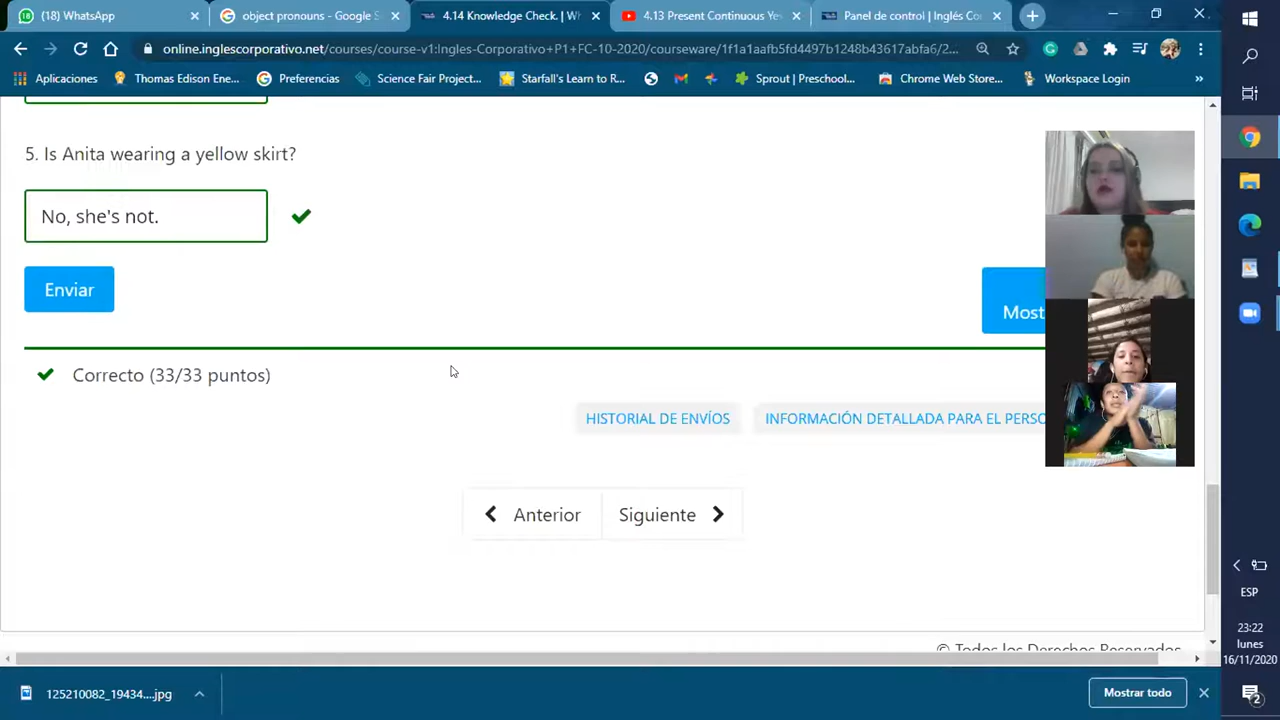 (18) WhatsApp
object pronouns - Google S
4.14 Knowledge Check. | Wh
4.13 Present Continuous Yes
Panel de control | Inglés Co
online.inglescorporativo.net/courses/course-v1:Ingles-Corporativo+P1+FC-10-2020/courseware/1f1a1aafb5fd4497b1248b43617abfa6/2...
Aplicaciones
Thomas Edison Ene...
Preferencias
Science Fair Project...
Starfall's Learn to R...
Sprout | Preschool...
Chrome Web Store...
Workspace Login
»
5. Is Anita wearing a yellow skirt?
No, she's not.
Enviar
Most
Correcto (33/33 puntos)
HISTORIAL DE ENVÍOS
INFORMACIÓN DETALLADA PARA EL PERSO
Anterior
Siguiente
© Todos los Derechos Reservados
ESP
23:22
lunes
16/11/2020
2
125210082_19434....jpg
Mostrar todo